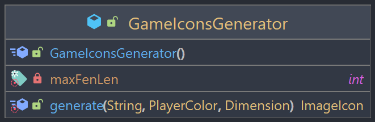 GameIconsGenerator
GameIconsGenerator()
maxFenLen int
generate(String, PlayerColor, Dimension) ImageIcon